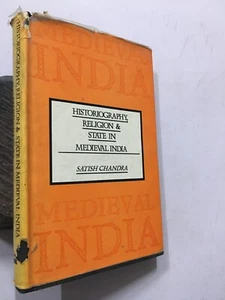 MEDIEVAL
INDIA
HISTORIOGRAPHY,
RELIGION &
STATE IN
MEDIEVAL INDIA
SATISH CHANDRA
MEDIEVAL
INDIA
HISTORIOGRAPHY, RELIGION & STATE IN MEDIEVAL INDIA